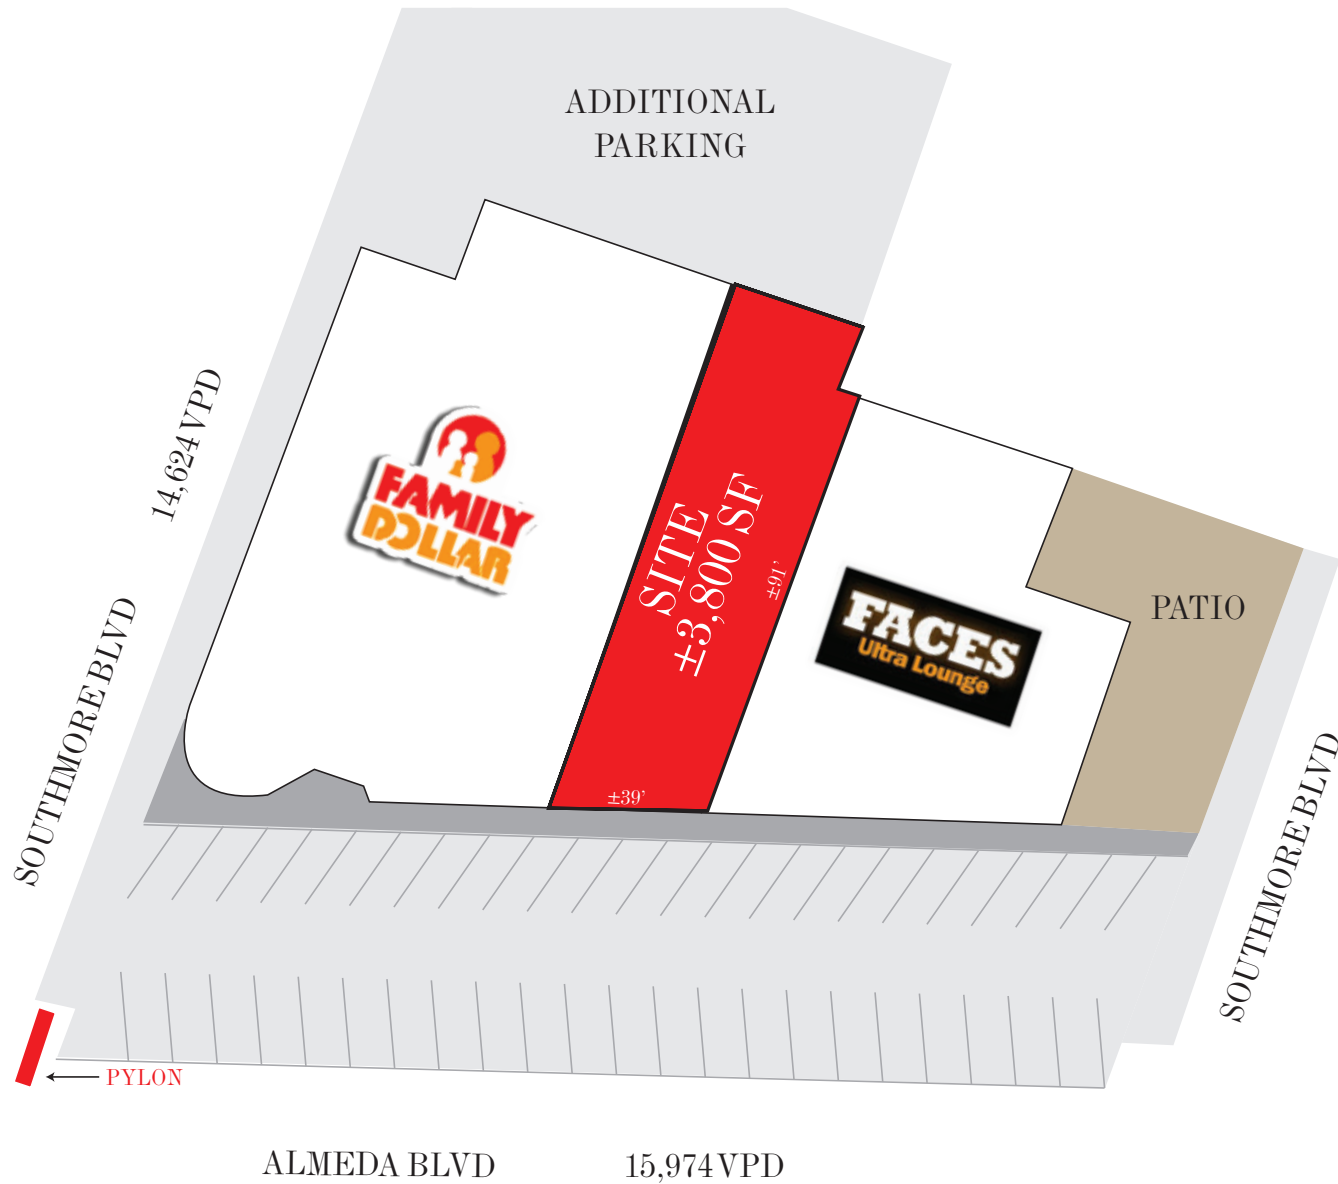 ADDITIONAL
PARKING
14,624 VPD
SOUTHMORE BLVD
FAMILY
DOLLAR
SITE
±3,800 SF
±91'
±39'
FACES
Ultra Lounge
PATIO
SOUTHMORE BLVD
PYLON
ALMEDA BLVD
15,974 VPD